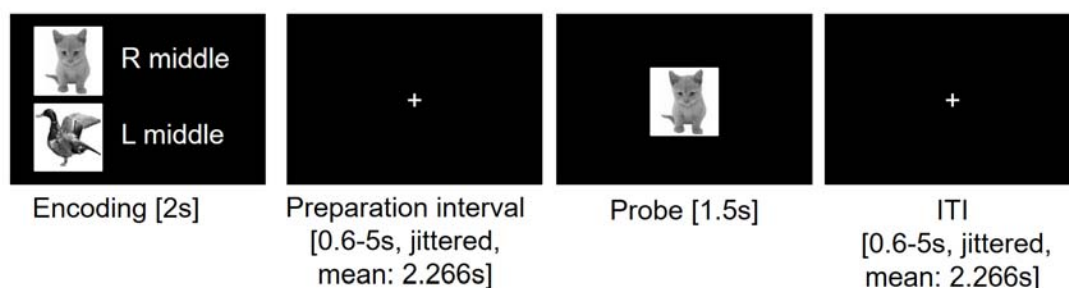 R middle
L middle
Encoding [2s]
Preparation interval
[0.6-5s, jittered,
mean: 2.266s]
Probe [1.5s]
ITI
[0.6-5s, jittered,
mean: 2.266s]